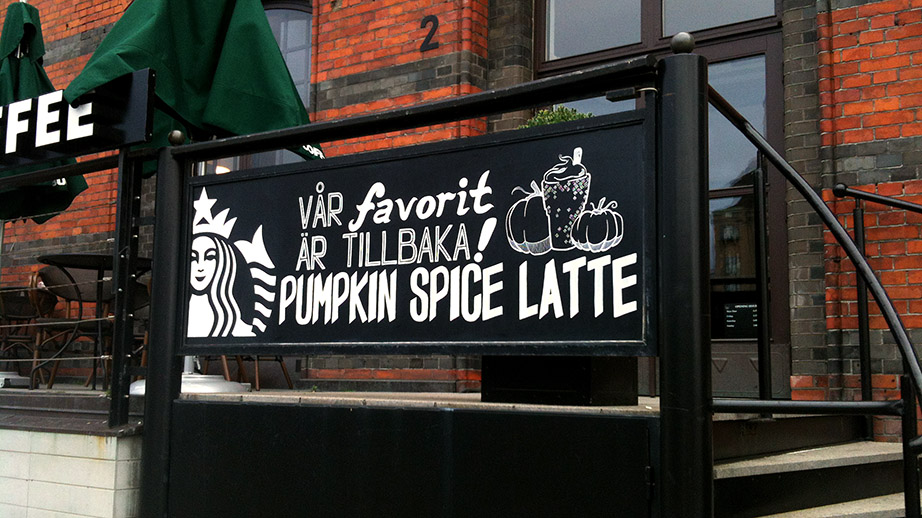 2
FFEE
VÅR favorit
ÄR TILLBAKA!
PUMPKIN SPICE LATTE